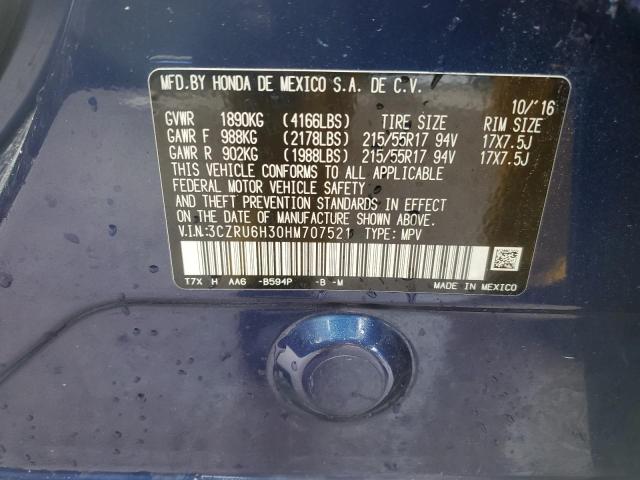 MFD.BY HONDA DE MEXICO S.A. DE C.V.
10/'16
GVWR 1890KG (4166LBS) TIRE SIZE RIM SIZE
GAWR F 988KG (2178LBS) 215/55R17 94V 17X7.5J
GAWR R 902KG (1988LBS) 215/55R17 94V 17X7.5J
THIS VEHICLE CONFORMS TO ALL APPLICABLE
FEDERAL MOTOR VEHICLE SAFETY
AND THEFT PREVENTION STANDARDS IN EFFECT
ON THE DATE OF MANUFACTURE SHOWN ABOVE.
V.I.N.:3CZRU6H30HM707521 TYPE: MPV
T7X H AA6 -B594P -B -M MADE IN MEXICO